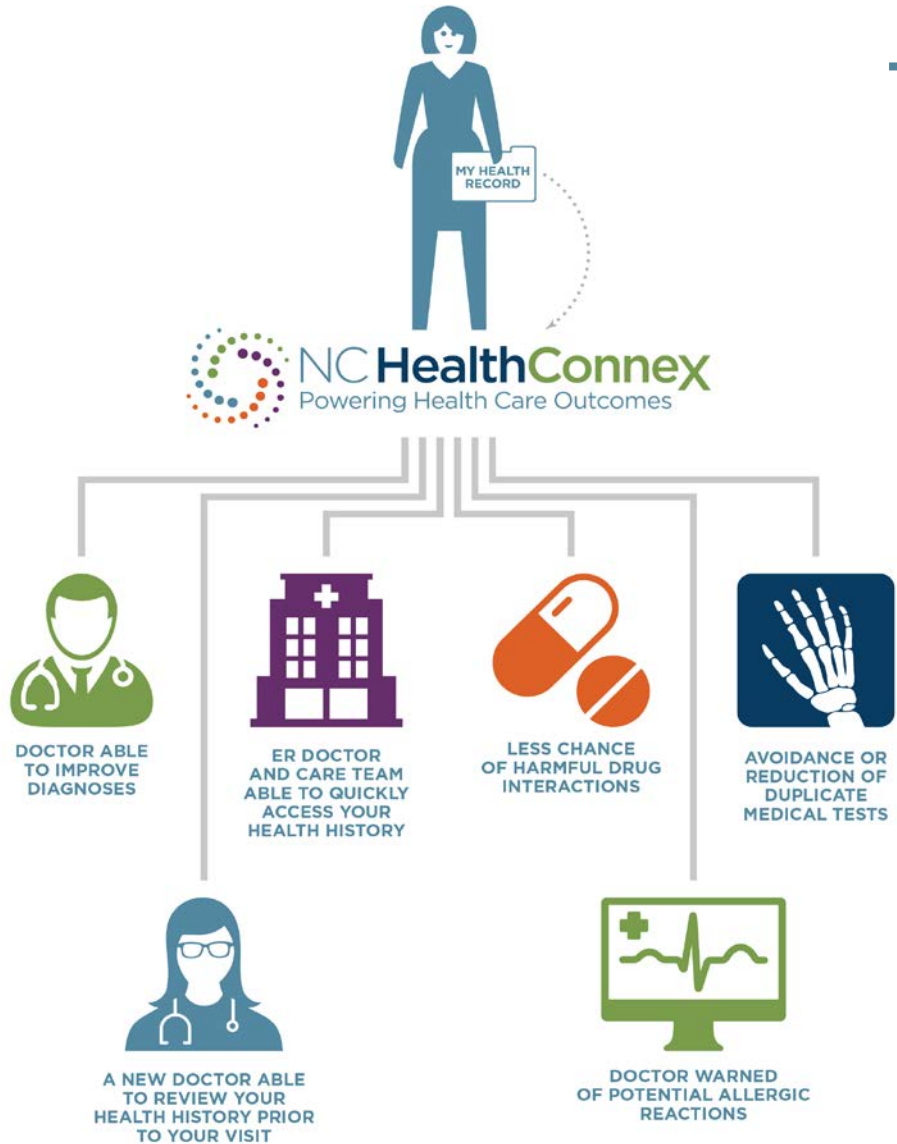 MY HEALTH
RECORD
NC HealthConnex
Powering Health Care Outcomes
DOCTOR ABLE
TO IMPROVE
DIAGNOSES
ER DOCTOR
AND CARE TEAM
ABLE TO QUICKLY
ACCESS YOUR
HEALTH HISTORY
LESS CHANCE
OF HARMFUL DRUG
INTERACTIONS
AVOIDANCE OR
REDUCTION OF
DUPLICATE
MEDICAL TESTS
A NEW DOCTOR ABLE
TO REVIEW YOUR
HEALTH HISTORY PRIOR
TO YOUR VISIT
DOCTOR WARNED
OF POTENTIAL ALLERGIC
REACTIONS